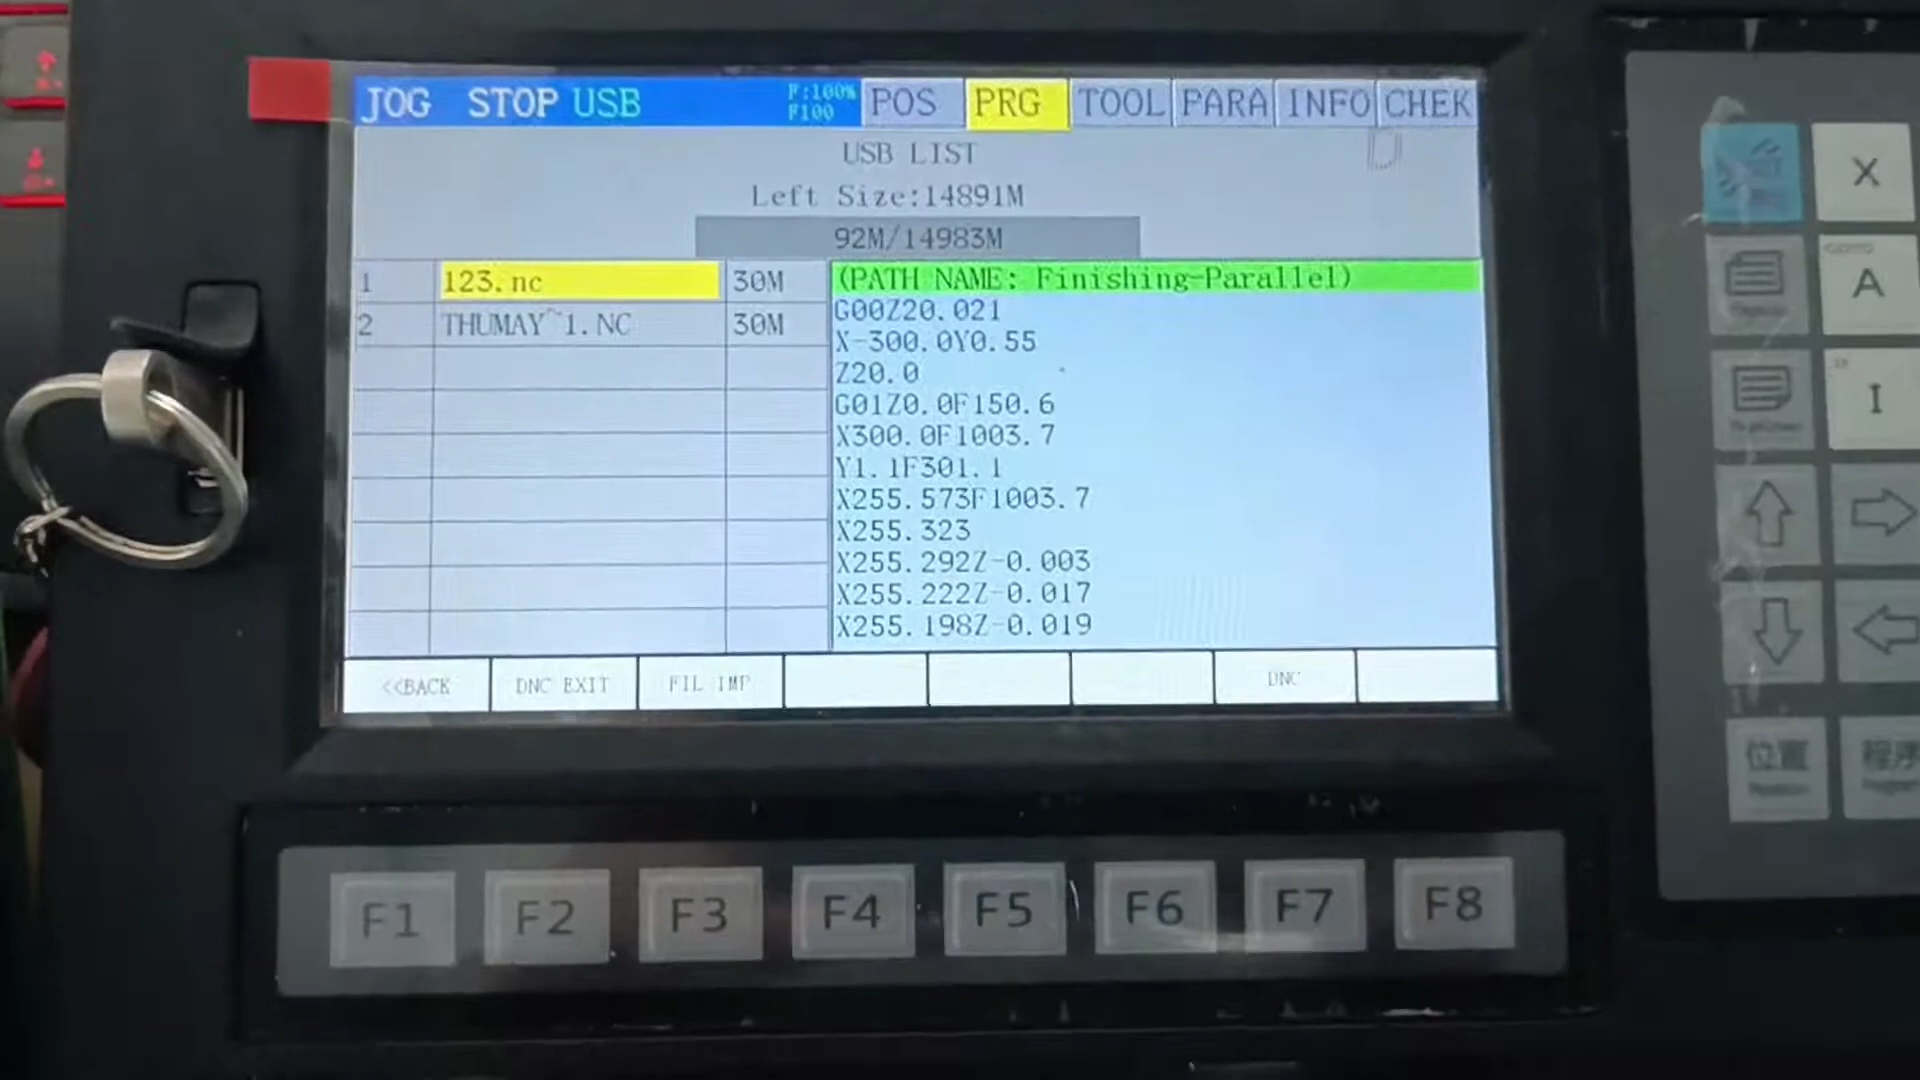 JOG STOP USB F:100% F100 POS PRG TOOL PARA INFO CHEK
USB LIST
Left Size:14891M
92M/14983M
1 123.nc 30M
2 THUMAY~1.NC 30M
(PATH NAME: Finishing-Parallel)
G00Z20.021
X-300.0Y0.55
Z20.0
G01Z0.0F150.6
X300.0F1003.7
Y1.1F301.1
X255.573F1003.7
X255.323
X255.292Z-0.003
X255.222Z-0.017
X255.198Z-0.019
<<BACK DNC EXIT FIL IMP DNC
F1 F2 F3 F4 F5 F6 F7 F8
X
A
I
位置 程序